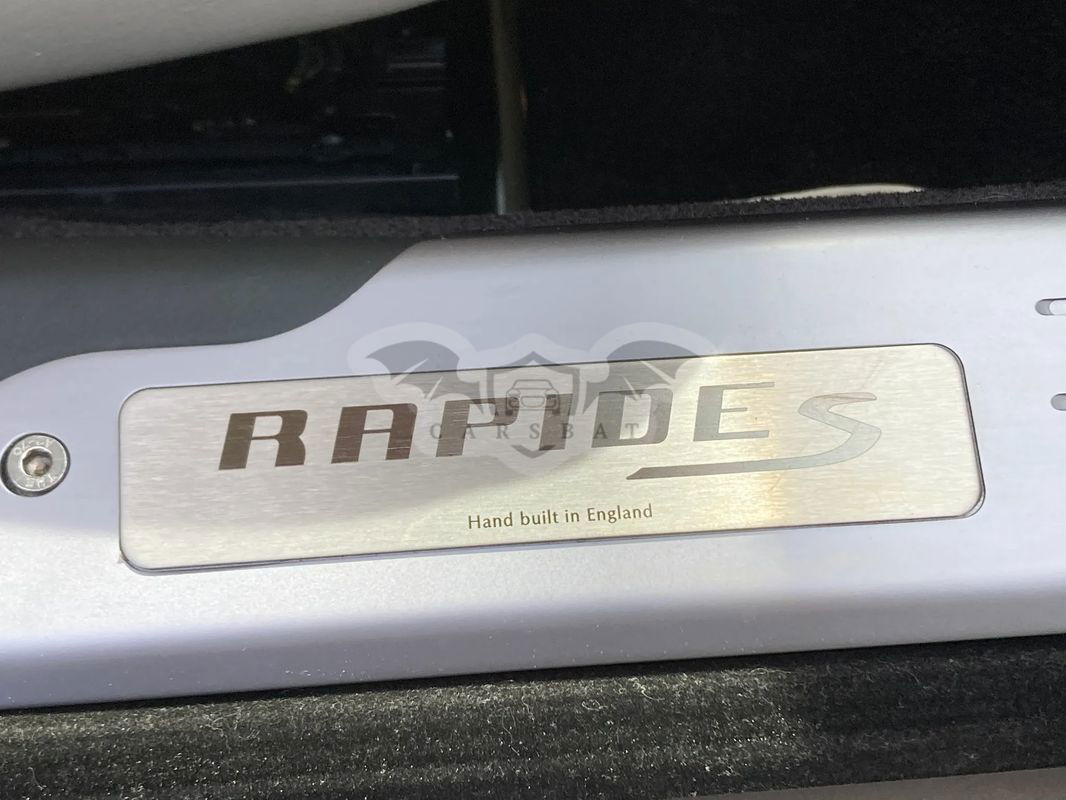 RAPIDE S
CARSBAT
Hand built in England